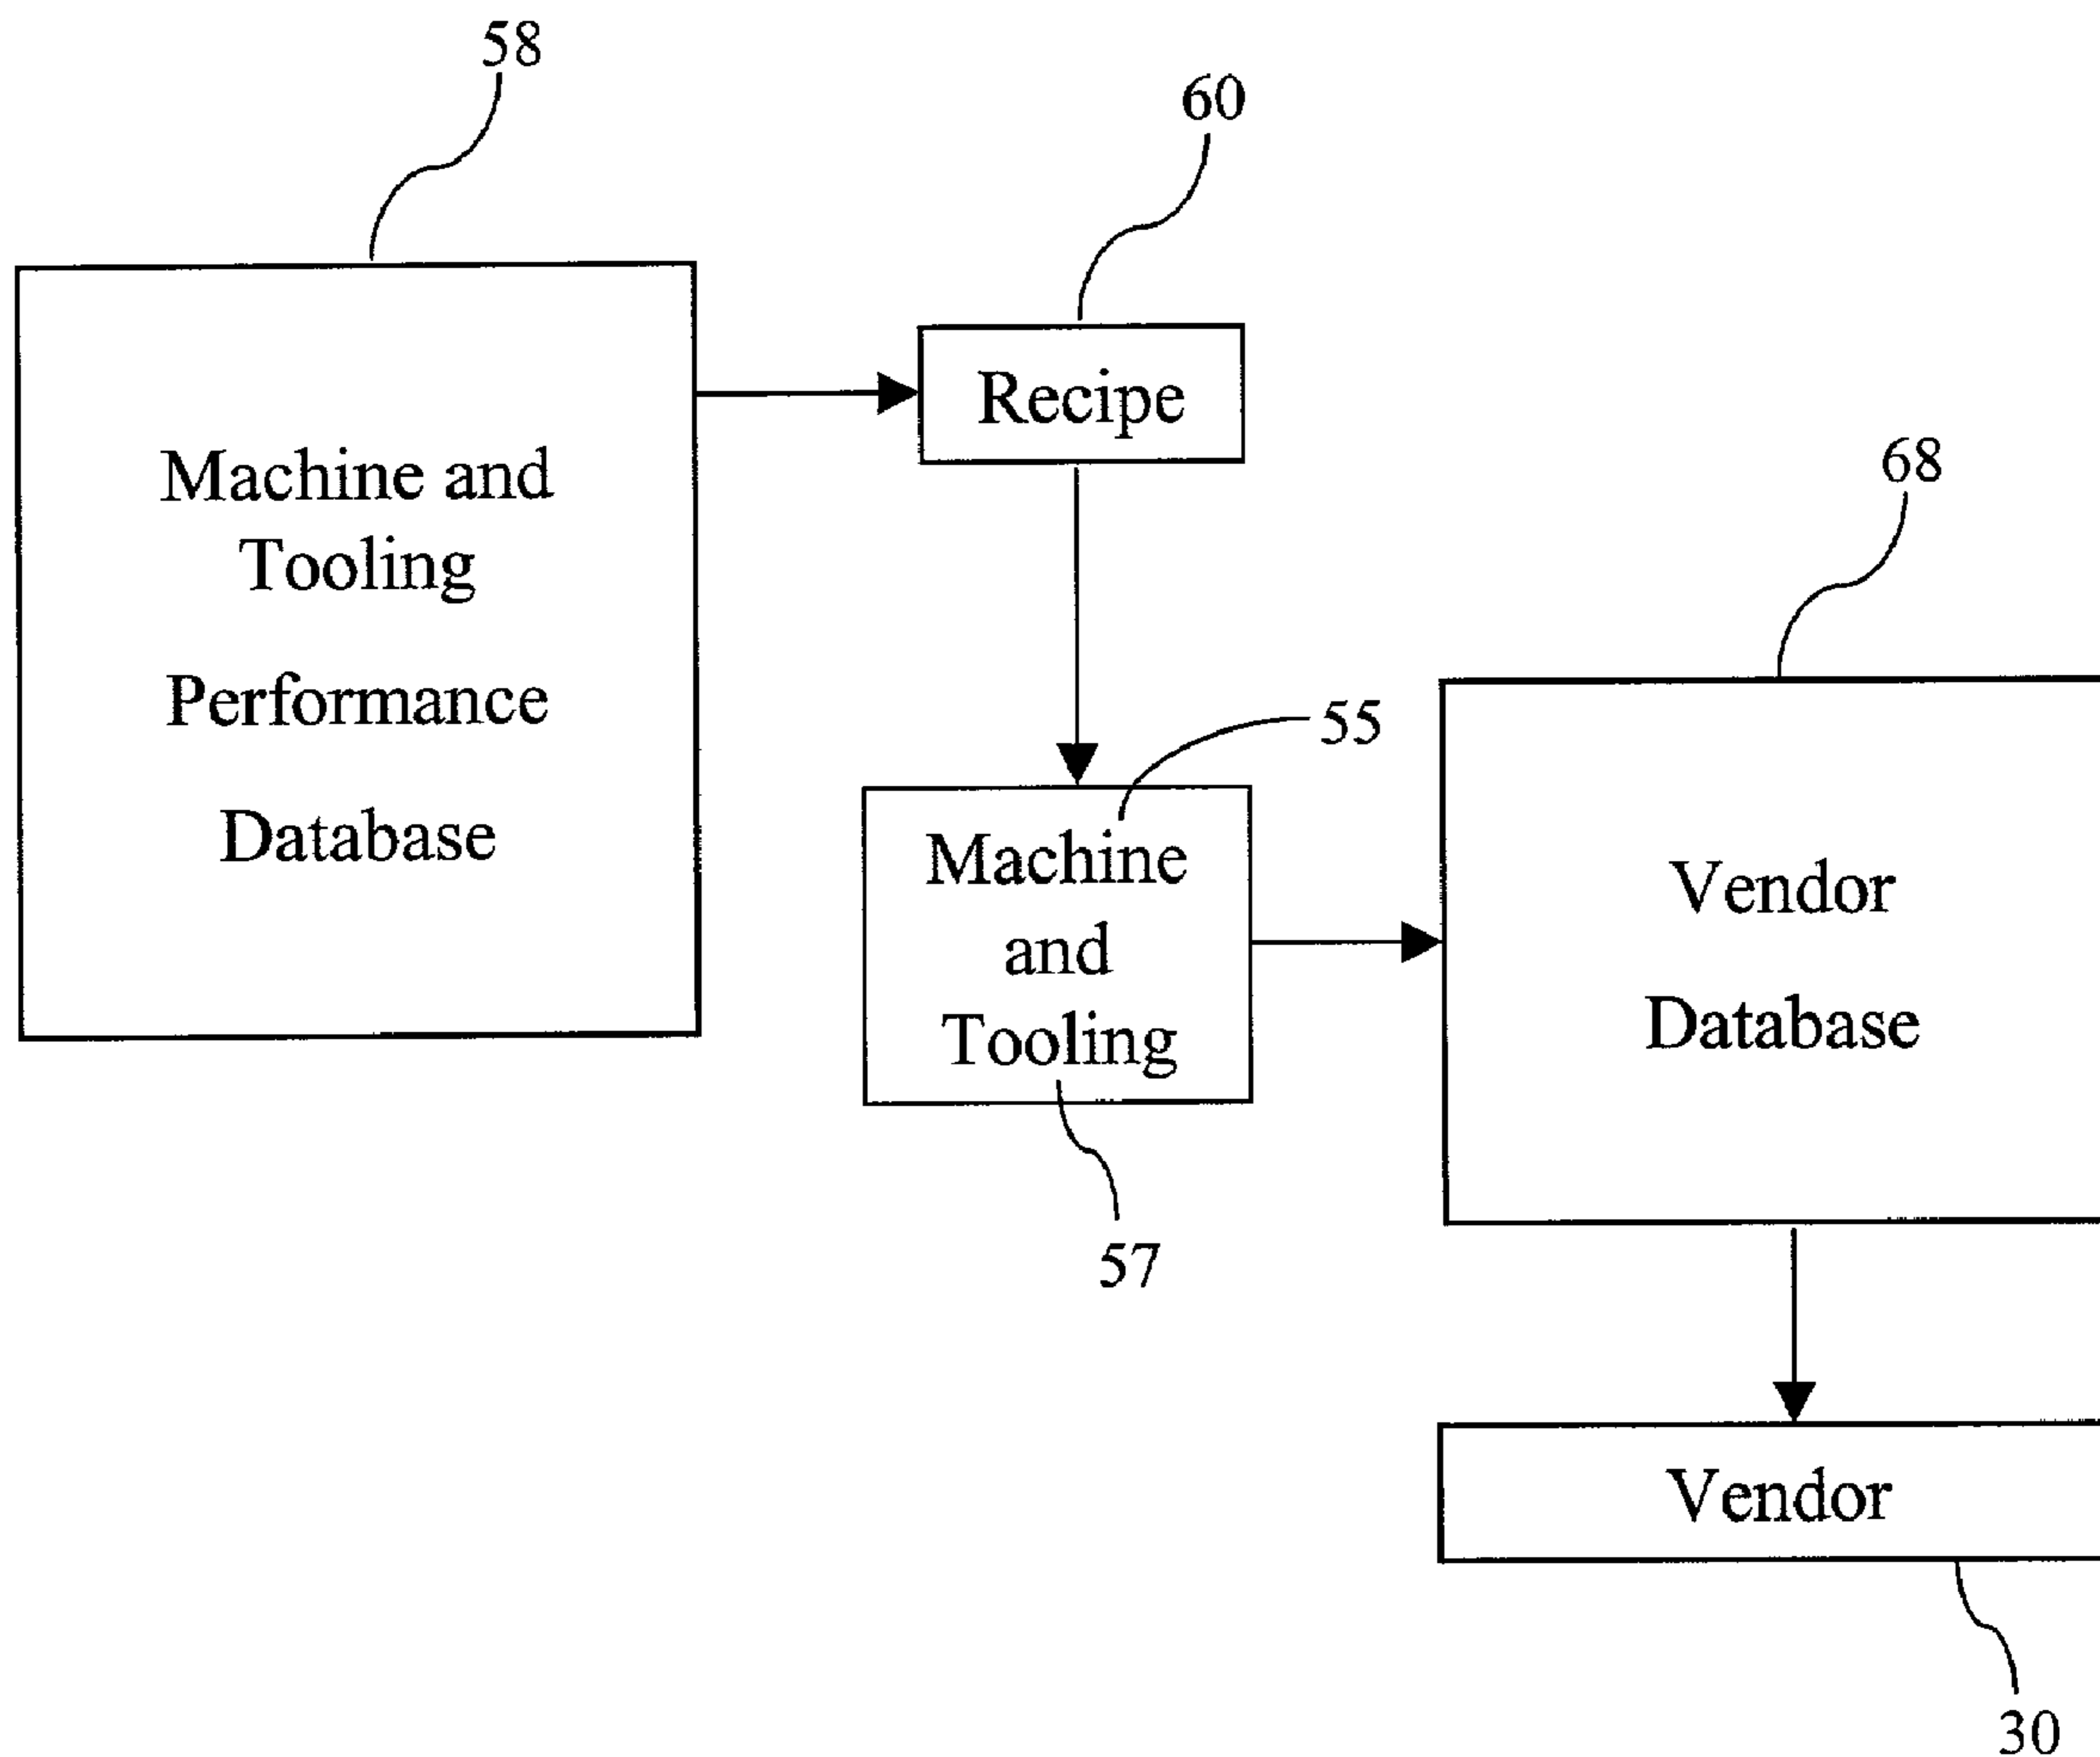 58
60
Machine and
Tooling
Performance
Database
Recipe
68
55
Machine
and
Tooling
57
Vendor
Database
Vendor
30